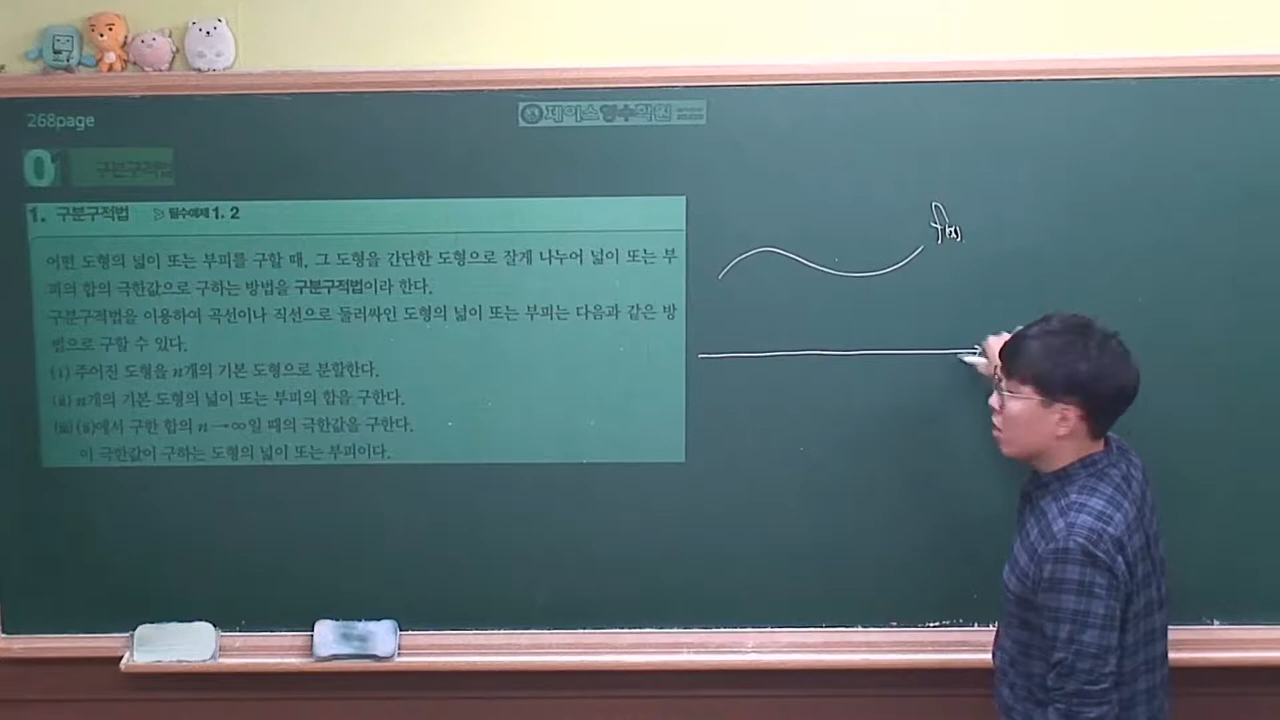 268page
제이스영수학원
01 구분구적법
1. 구분구적법 ▷ 필수예제 1, 2
어떤 도형의 넓이 또는 부피를 구할 때, 그 도형을 간단한 도형으로 잘게 나누어 넓이 또는 부
피의 합의 극한값으로 구하는 방법을 구분구적법이라 한다.
구분구적법을 이용하여 곡선이나 직선으로 둘러싸인 도형의 넓이 또는 부피는 다음과 같은 방
법으로 구할 수 있다.
(ⅰ) 주어진 도형을 n개의 기본 도형으로 분할한다.
(ⅱ) n개의 기본 도형의 넓이 또는 부피의 합을 구한다.
(ⅲ) (ⅱ)에서 구한 합의 n→∞일 때의 극한값을 구한다.
이 극한값이 구하는 도형의 넓이 또는 부피이다.
f(x)